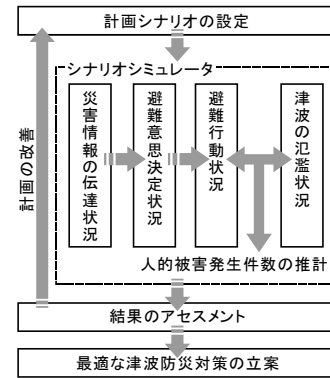 計画シナリオの設定
シナリオシミュレータ
災害情報の伝達状況
避難意思決定状況
避難行動状況
津波の氾濫状況
人的被害発生件数の推計
計画の改善
結果のアセスメント
最適な津波防災対策の立案